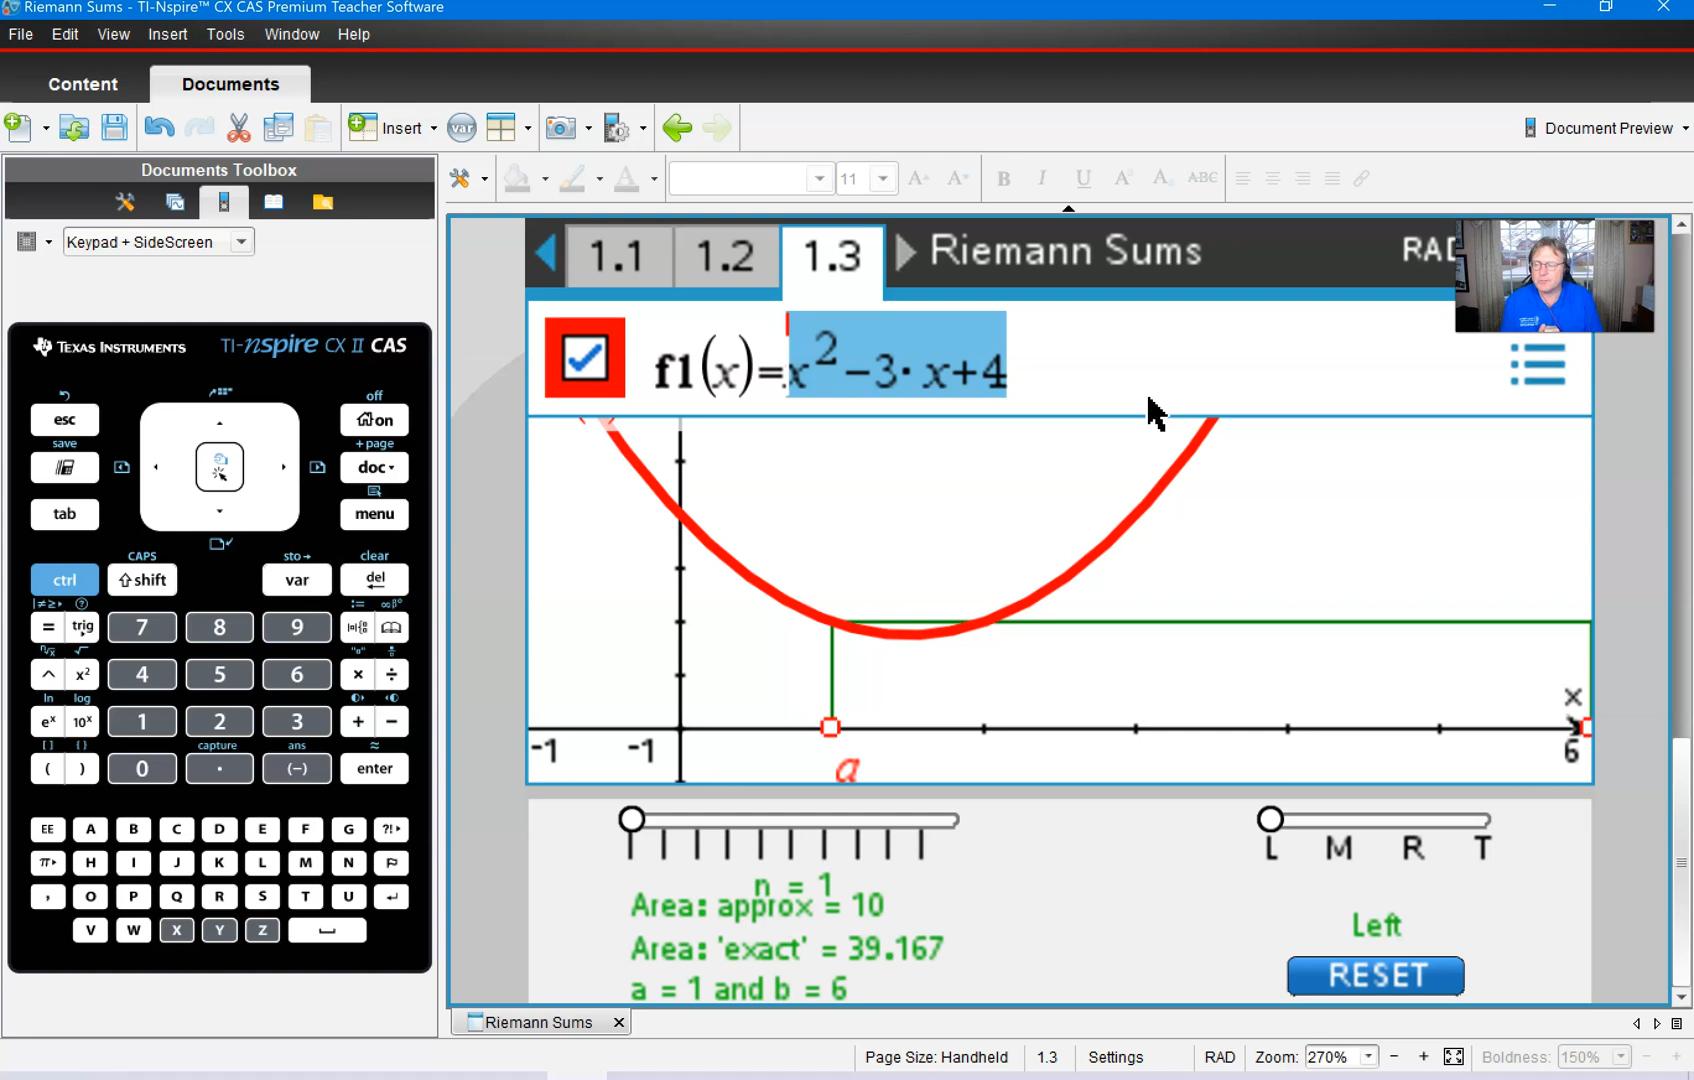 Riemann Sums - TI-Nspire™ CX CAS Premium Teacher Software
File Edit View Insert Tools Window Help
Content Documents
Insert var Document Preview
Documents Toolbox
11 A A B I U A A ABC
Keypad + SideScreen
1.1 1.2 1.3 Riemann Sums RAD
f1(x)=x²-3· x+4
TEXAS INSTRUMENTS TI-nspire CX II CAS
off
esc on
save + page
doc
tab menu
CAPS sto→ clear
ctrl shift var del
|≠≥▸ ? := ∞β°
= trig 7 8 9
ⁿ√x √ "□"
^ x² 4 5 6 × ÷
ln log
eˣ 10ˣ 1 2 3 + −
[ ] { } capture ans ≈
( ) 0 . (−) enter
EE A B C D E F G ?!▸
π▸ H I J K L M N
, O P Q R S T U ↵
V W X Y Z
x
-1 -1 6
a
L M R T
n = 1
Area: approx = 10
Left
Area: 'exact' = 39.167
RESET
a = 1 and b = 6
Riemann Sums
Page Size: Handheld 1.3 Settings RAD Zoom: 270% - + Boldness: 150% - +